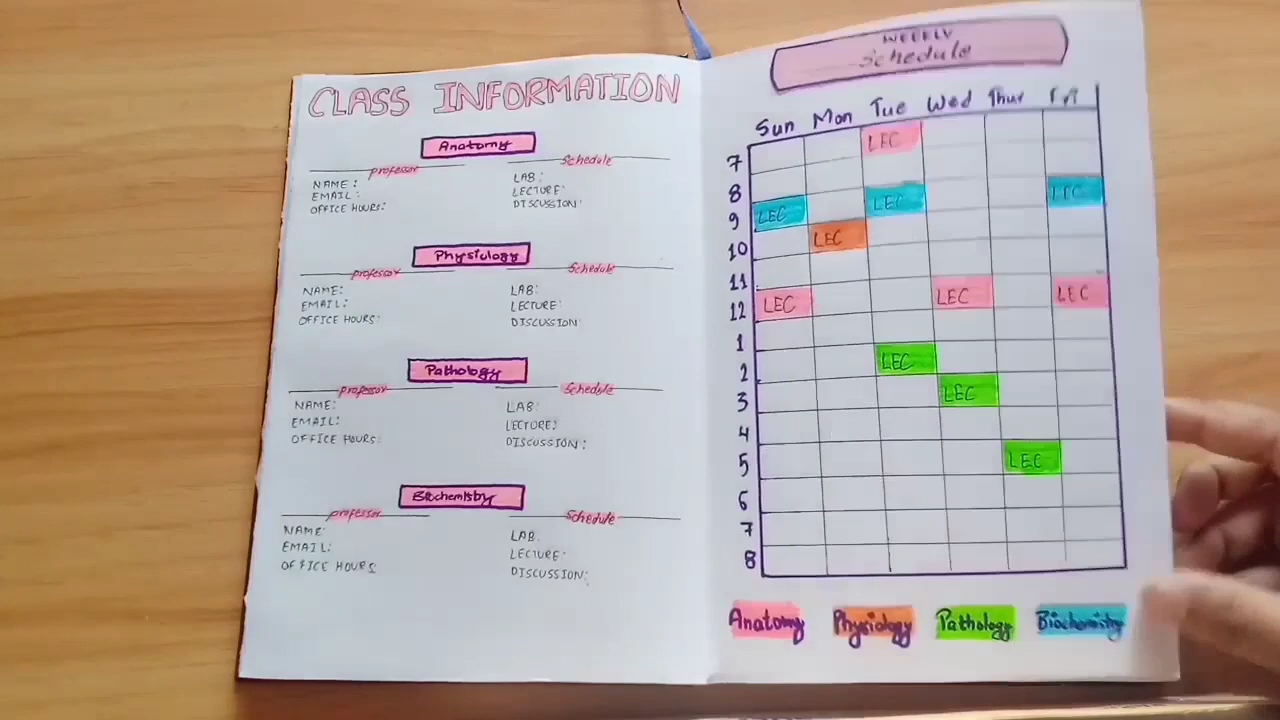 CLASS INFORMATION
Anatomy
professor Schedule
NAME: LAB:
EMAIL: LECTURE:
OFFICE HOURS: DISCUSSION:
Physiology
professor Schedule
NAME: LAB:
EMAIL: LECTURE:
OFFICE HOURS: DISCUSSION:
Pathology
professor Schedule
NAME: LAB:
EMAIL: LECTURE:
OFFICE HOURS: DISCUSSION:
Biochemistry
professor Schedule
NAME LAB:
EMAIL: LECTURE:
OFFICE HOURS DISCUSSION:
WEEKLY
Schedule
Sun Mon Tue Wed Thur Fri
7 LEC
8 LEC LEC
9 LEC
10 LEC
11 LEC LEC
12 LEC
1
2 LEC
3 LEC
4
5 LEC
6
7
8
Anatomy Physiology Pathology Biochemistry